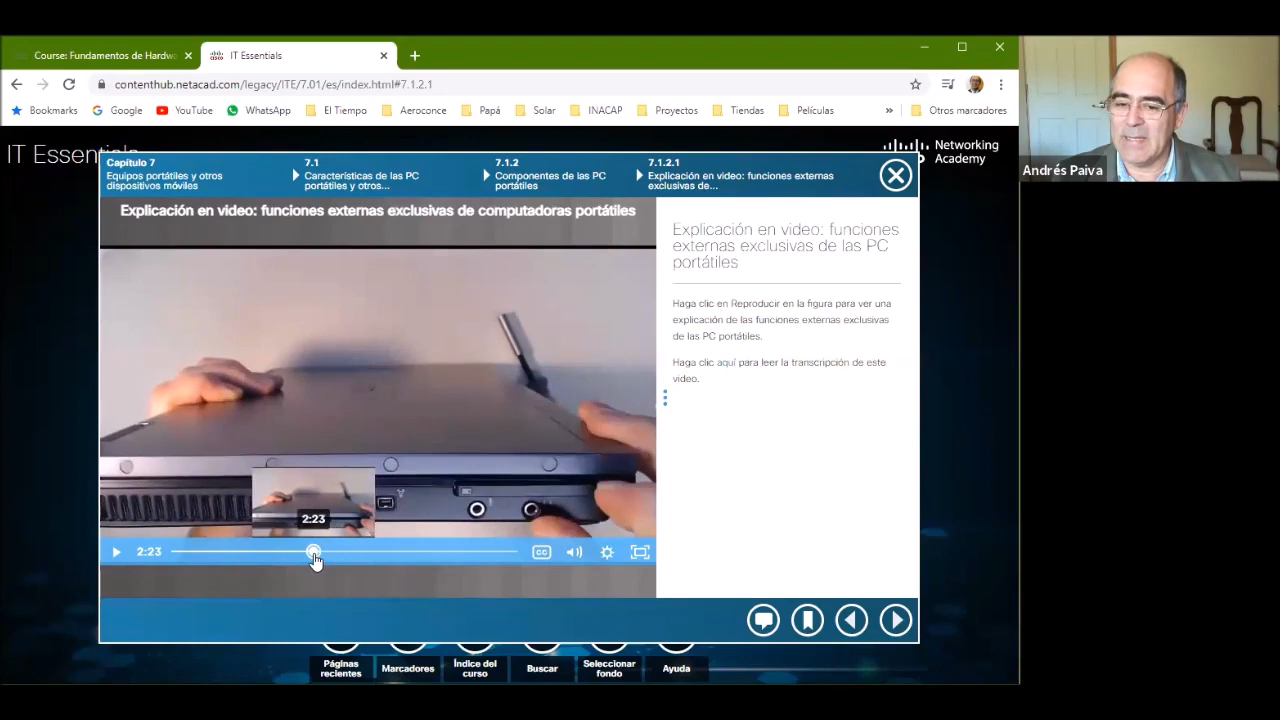 Course: Fundamentos de Hardwa
IT Essentials
contenthub.netacad.com/legacy/ITE/7.01/es/index.html#7.1.2.1
Bookmarks
Google
YouTube
WhatsApp
El Tiempo
Aeroconce
Papá
Solar
INACAP
Proyectos
Tiendas
Películas
»
Otros marcadores
IT Essentials
Networking
Academy
Andrés Paiva
Capítulo 7
Equipos portátiles y otros
dispositivos móviles
7.1
Características de las PC
portátiles y otros...
7.1.2
Componentes de las PC
portátiles
7.1.2.1
Explicación en video: funciones
externas exclusivas de...
Explicación en video: funciones externas exclusivas de computadoras portátiles
2:23
2:23
CC
Explicación en video: funciones
externas exclusivas de las PC
portátiles
Haga clic en Reproducir en la figura para ver una
explicación de las funciones externas exclusivas
de las PC portátiles.
Haga clic aquí para leer la transcripción de este
video.
Páginas
recientes
Marcadores
Índice del
curso
Buscar
Seleccionar
fondo
Ayuda